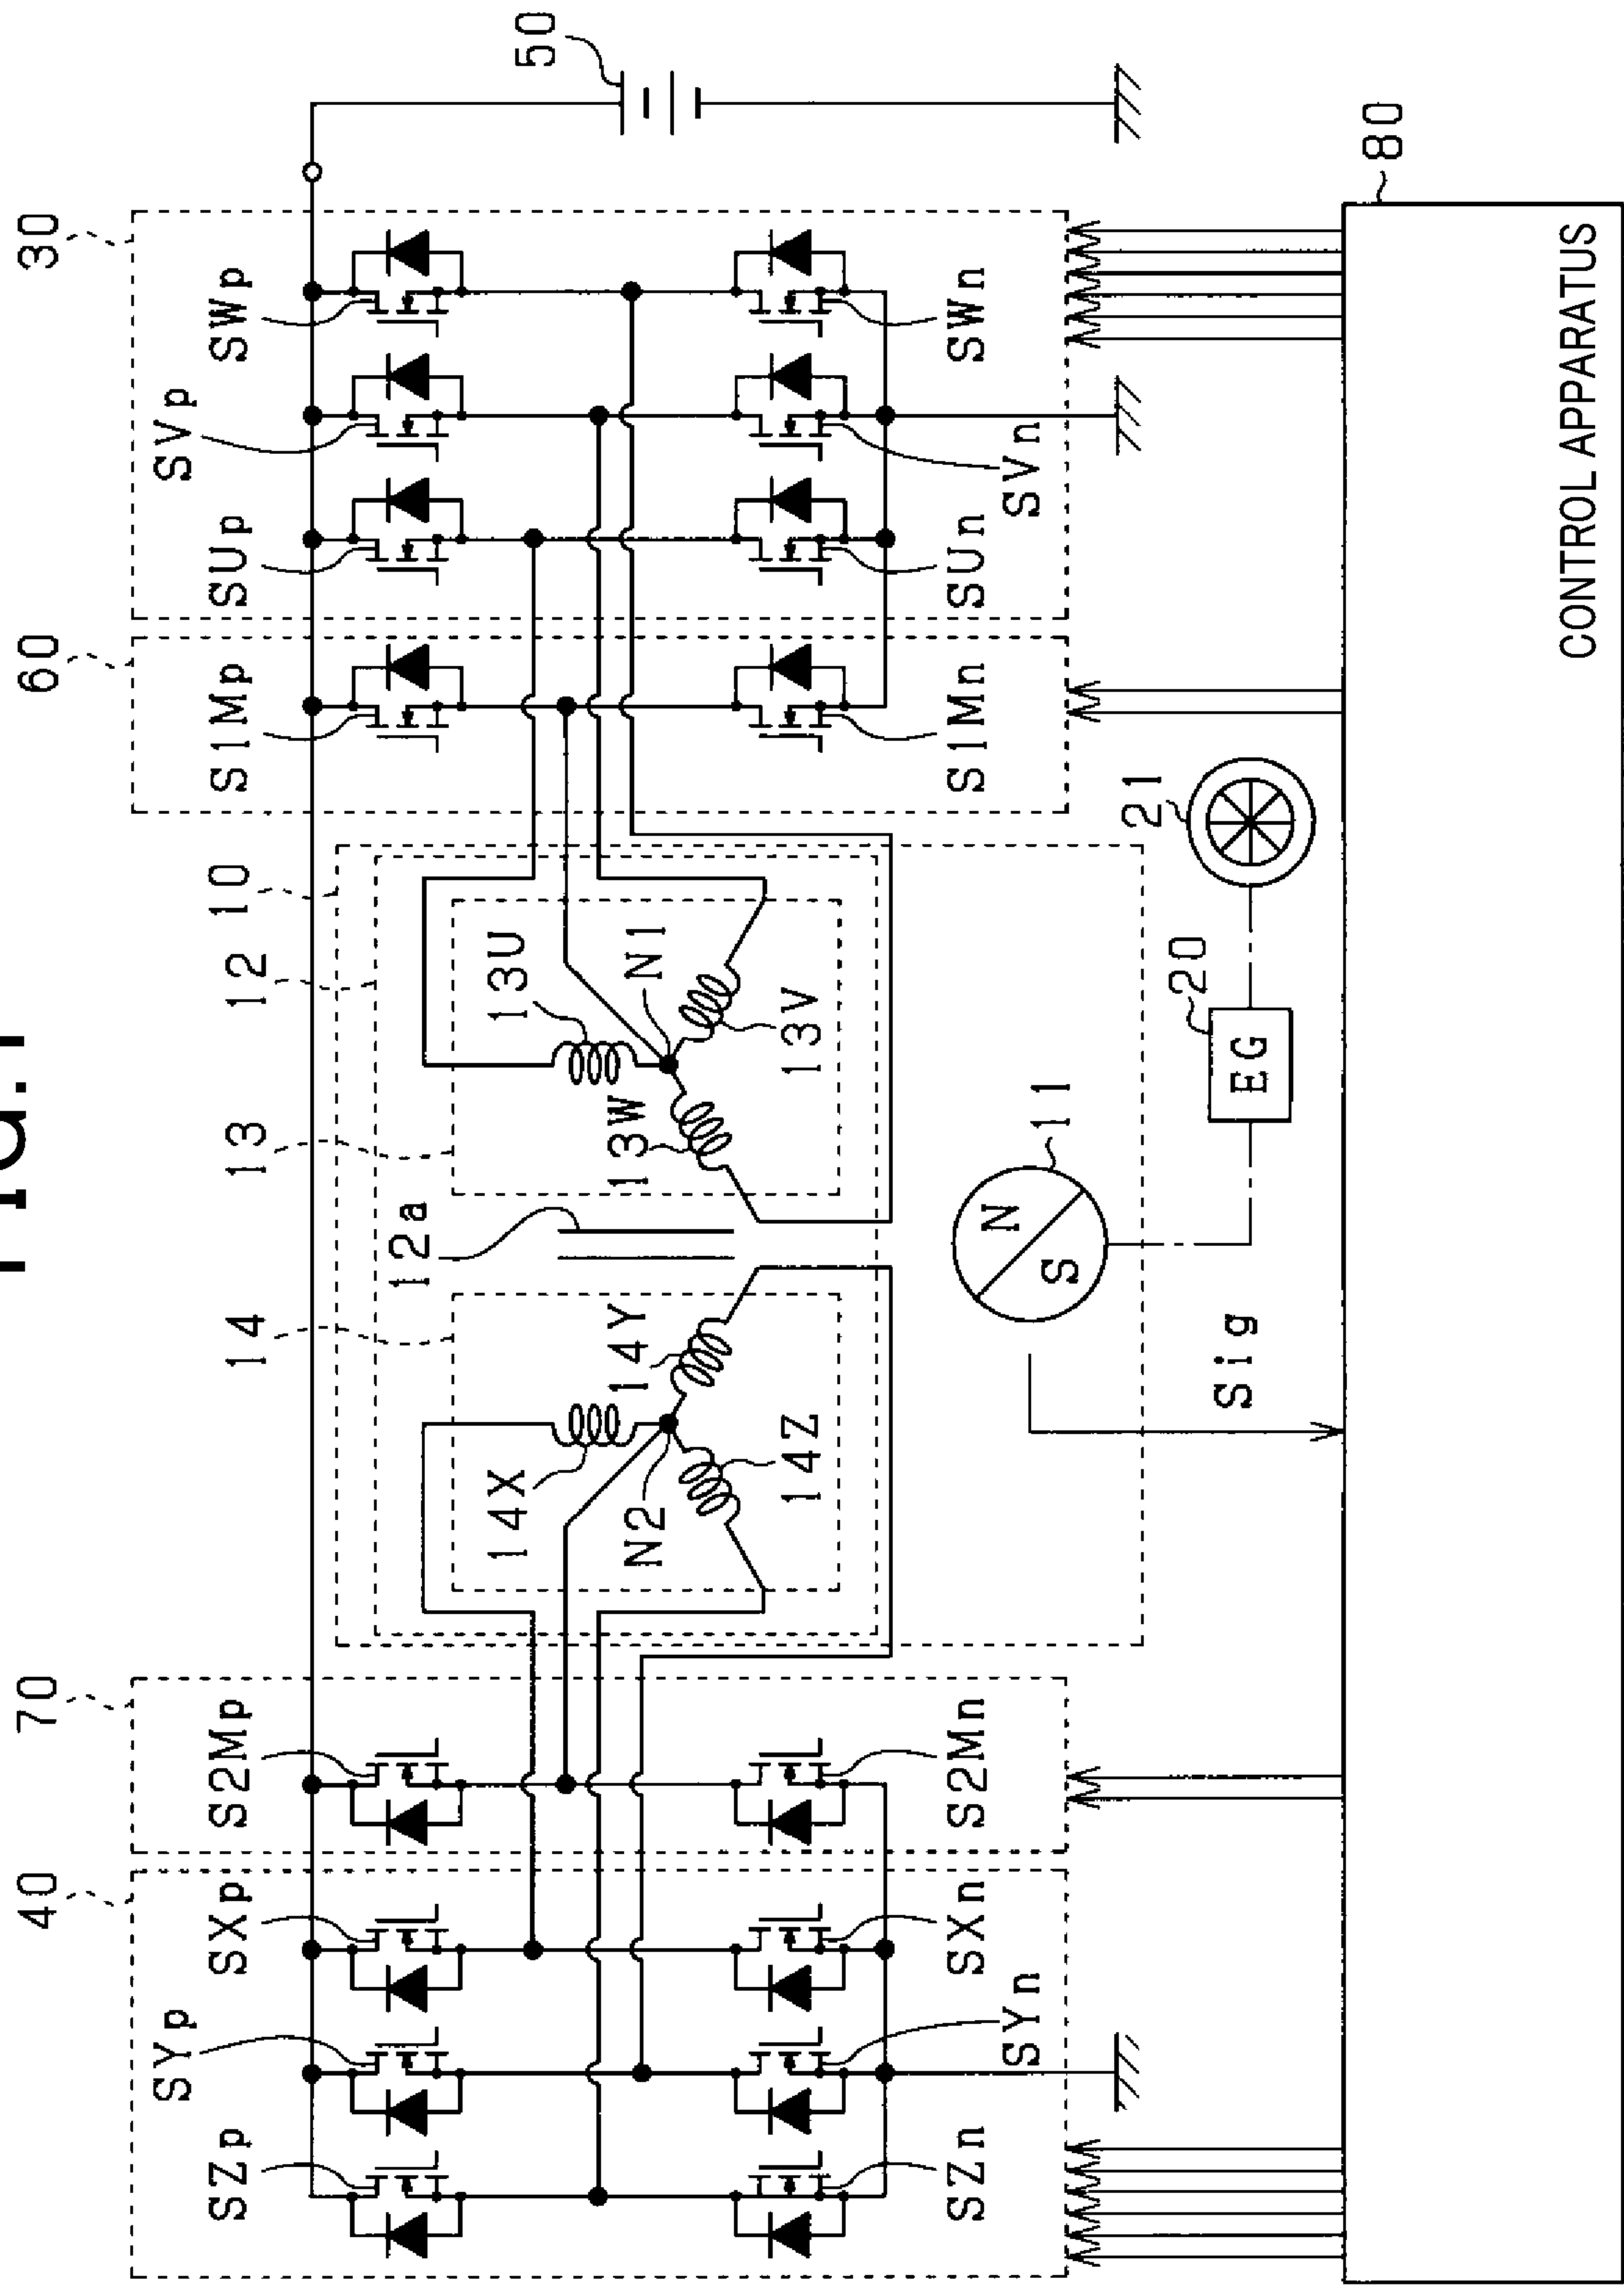 FIG.1
40
70
14
13
12
10
60
30
50
SZp
SYp
SXp
S2Mp
12a
S1Mp
SUp
SVp
SWp
14X
14Y
N2
14Z
13W
13U
N1
13V
SZn
SYn
SXn
S2Mn
S1Mn
SUn
SVn
SWn
N
S
11
Sig
EG
20
21
80
CONTROL APPARATUS